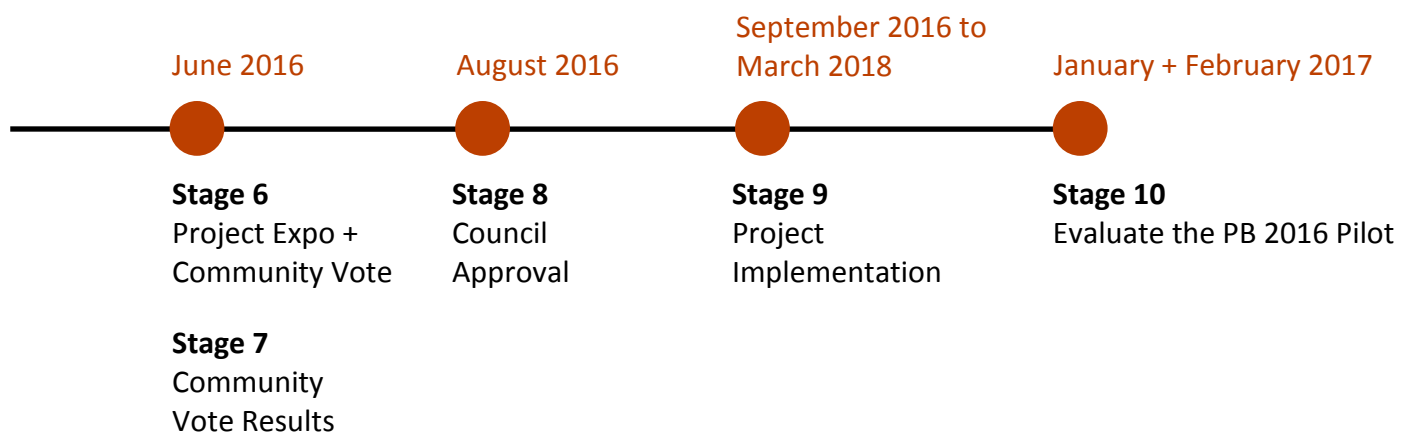 June 2016
August 2016
September 2016 to
March 2018
January + February 2017
Stage 6
Project Expo +
Community Vote
Stage 7
Community
Vote Results
Stage 8
Council
Approval
Stage 9
Project
Implementation
Stage 10
Evaluate the PB 2016 Pilot